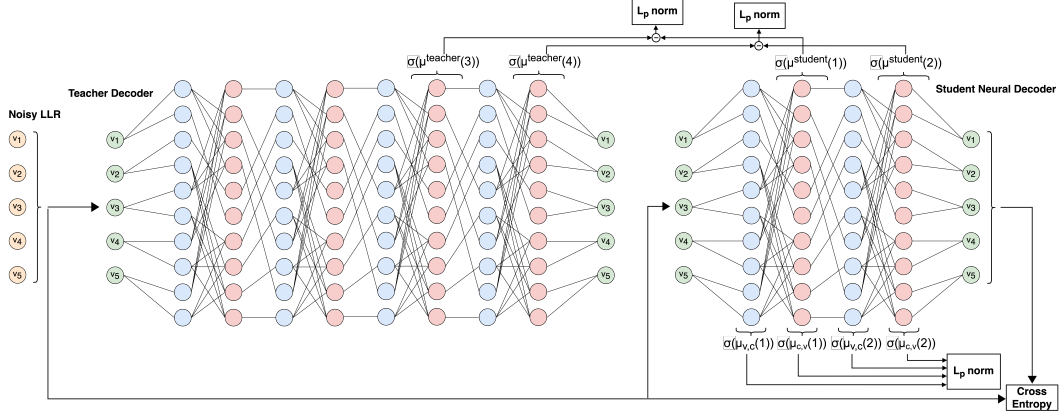 Lp norm
Lp norm
σ(μteacher(3))
σ(μteacher(4))
σ(μstudent(1))
σ(μstudent(2))
Teacher Decoder
Student Neural Decoder
Noisy LLR
v1
v2
v3
v4
v5
v1
v2
v3
v4
v5
v1
v2
v3
v4
v5
v1
v2
v3
v4
v5
v1
v2
v3
v4
v5
σ(μv,c(1))
σ(μc,v(1))
σ(μv,c(2))
σ(μc,v(2))
Lp norm
Cross
Entropy